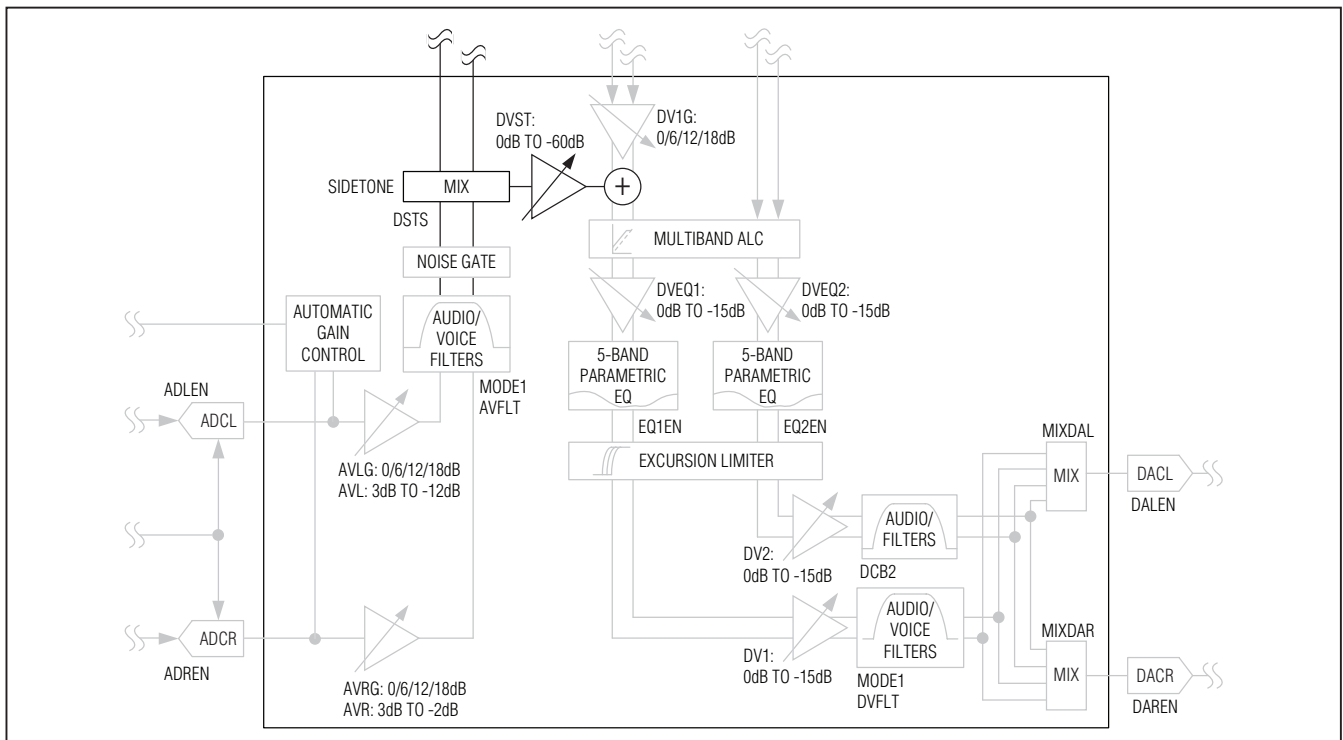 DVST:
0dB TO -60dB
DV1G:
0/6/12/18dB
SIDETONE
MIX
+
DSTS
MULTIBAND ALC
NOISE GATE
DVEQ1:
0dB TO -15dB
DVEQ2:
0dB TO -15dB
AUTOMATIC
GAIN
CONTROL
AUDIO/
VOICE
FILTERS
MODE1
AVFLT
5-BAND
PARAMETRIC
EQ
5-BAND
PARAMETRIC
EQ
ADLEN
ADCL
EQ1EN
EQ2EN
AVLG: 0/6/12/18dB
AVL: 3dB TO -12dB
EXCURSION LIMITER
MIXDAL
MIX
DACL
DALEN
AUDIO/
FILTERS
DV2:
0dB TO -15dB
DCB2
ADCR
ADREN
AUDIO/
VOICE
FILTERS
MIXDAR
MIX
DACR
DAREN
DV1:
0dB TO -15dB
MODE1
DVFLT
AVRG: 0/6/12/18dB
AVR: 3dB TO -2dB